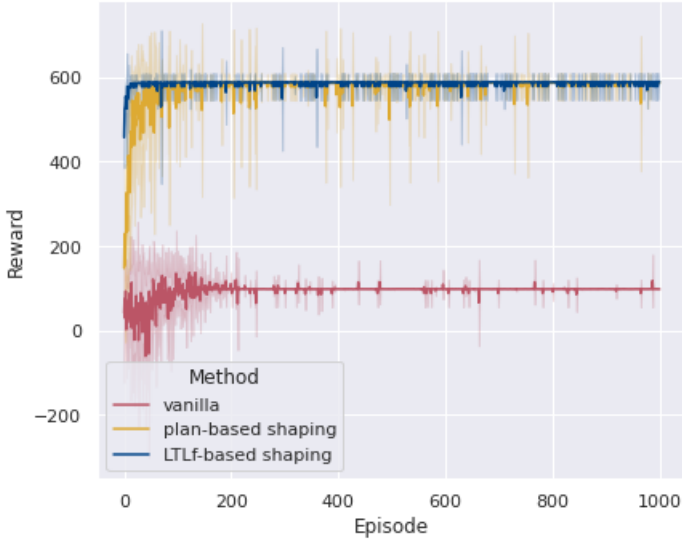 600
400
200
0
−200
Reward
Method
vanilla
plan-based shaping
LTLf-based shaping
0 200 400 600 800 1000
Episode